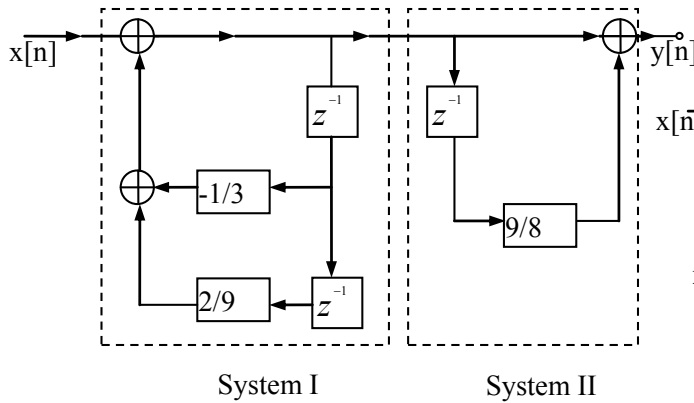 x[n]
y[n]
z⁻¹
z⁻¹
x[n
-1/3
9/8
2/9
z⁻¹
System I
System II